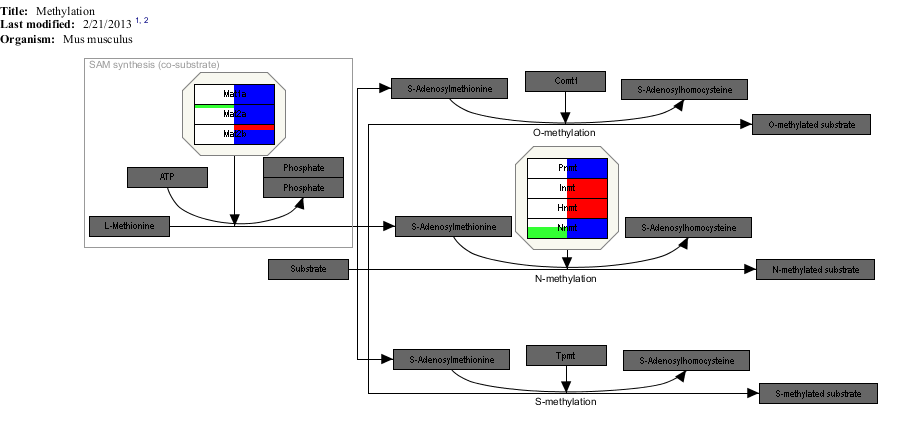 Title: Methylation
Last modified: 2/21/2013 1, 2
Organism: Mus musculus
SAM synthesis (co-substrate)
Mat1a
Mat2a
Mat2b
ATP
Phosphate
Phosphate
L-Methionine
Substrate
S-Adenosylmethionine
Comt1
S-Adenosylhomocysteine
O-methylated substrate
O-methylation
Pnmt
Inmt
Hnmt
Nnmt
S-Adenosylmethionine
S-Adenosylhomocysteine
N-methylated substrate
N-methylation
S-Adenosylmethionine
Tpmt
S-Adenosylhomocysteine
S-methylated substrate
S-methylation